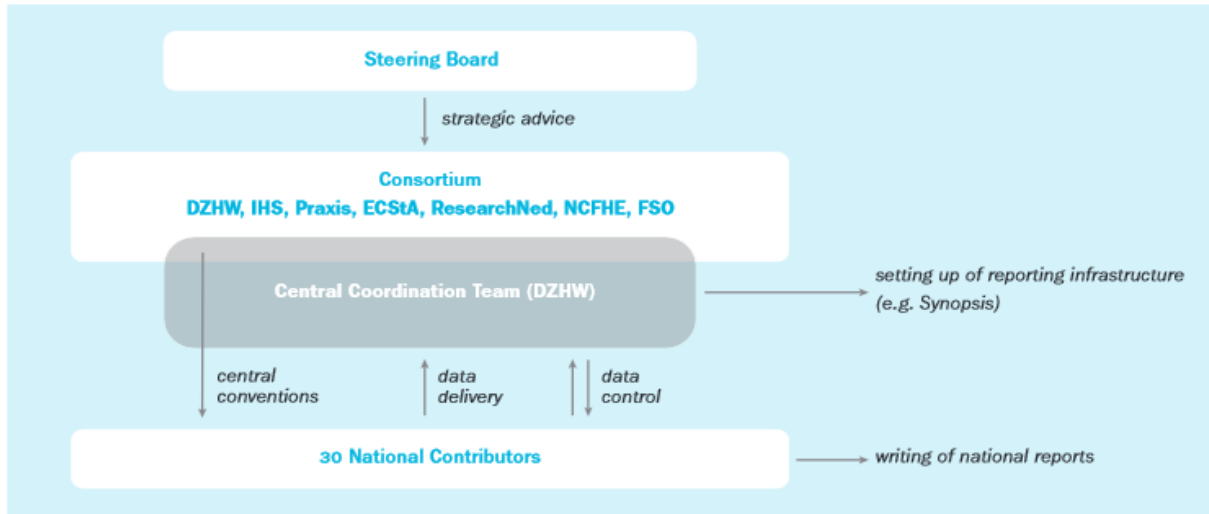 Steering Board
strategic advice
Consortium
DZHW, IHS, Praxis, ECStA, ResearchNed, NCFHE, FSO
Central Coordination Team (DZHW)
setting up of reporting infrastructure
(e.g. Synopsis)
central
conventions
data
delivery
data
control
30 National Contributors
writing of national reports